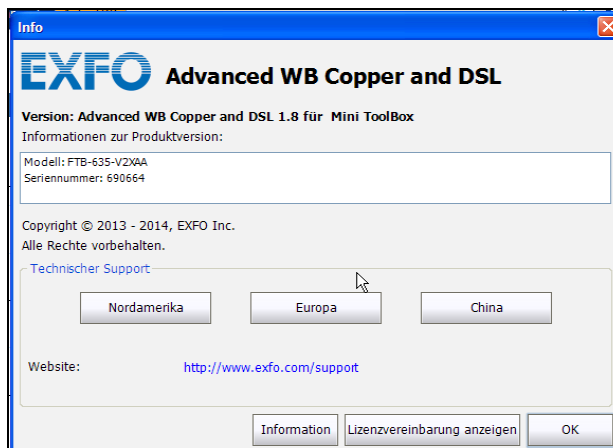 Info
EXFO Advanced WB Copper and DSL
Version: Advanced WB Copper and DSL 1.8 für Mini ToolBox
Informationen zur Produktversion:
Modell: FTB-635-V2XAA
Seriennummer: 690664
Copyright © 2013 - 2014, EXFO Inc.
Alle Rechte vorbehalten.
Technischer Support
Nordamerika Europa China
Website: http://www.exfo.com/support
Information Lizenzvereinbarung anzeigen OK